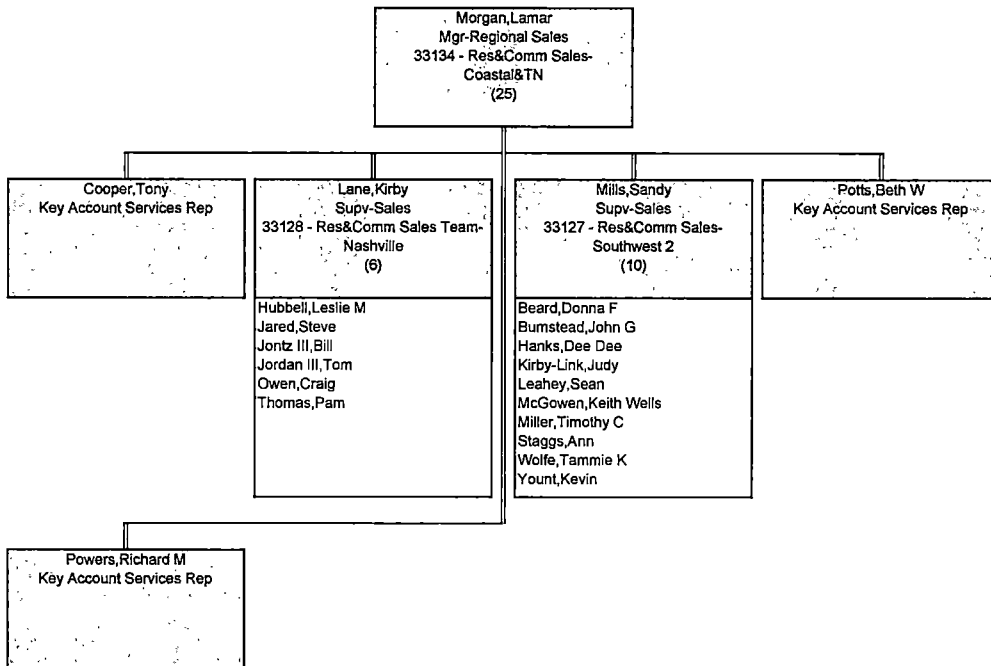 Morgan,Lamar
Mgr-Regional Sales
33134 - Res&Comm Sales-
Coastal&TN
(25)
Cooper,Tony
Key Account Services Rep
Lane,Kirby
Supv-Sales
33128 - Res&Comm Sales Team-
Nashville
(6)
Hubbell,Leslie M
Jared,Steve
Jontz III,Bill
Jordan III,Tom
Owen,Craig
Thomas,Pam
Mills,Sandy
Supv-Sales
33127 - Res&Comm Sales-
Southwest 2
(10)
Beard,Donna F
Bumstead,John G
Hanks,Dee Dee
Kirby-Link,Judy
Leahey,Sean
McGowen,Keith Wells
Miller,Timothy C
Staggs,Ann
Wolfe,Tammie K
Yount,Kevin
Potts,Beth W
Key Account Services Rep
Powers,Richard M
Key Account Services Rep